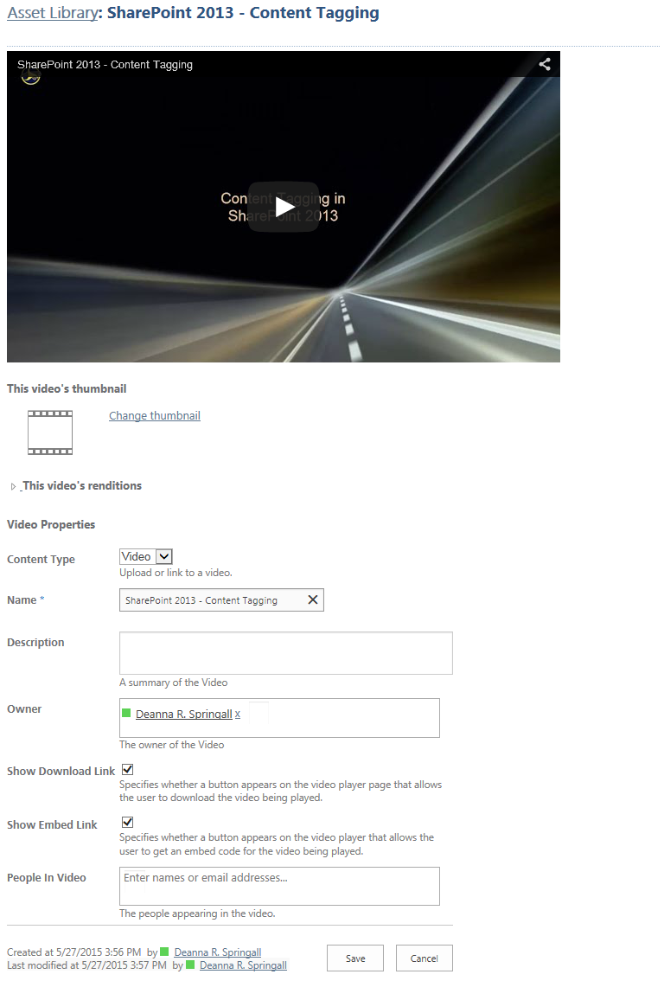 Asset Library: SharePoint 2013 - Content Tagging
SharePoint 2013 - Content Tagging
Content Tagging in
SharePoint 2013
This video's thumbnail
Change thumbnail
This video's renditions
Video Properties
Content Type
Video
Upload or link to a video.
Name *
SharePoint 2013 - Content Tagging
Description
A summary of the Video
Owner
Deanna R. Springall x
The owner of the Video
Show Download Link
Specifies whether a button appears on the video player page that allows
the user to download the video being played.
Show Embed Link
Specifies whether a button appears on the video player that allows the
user to get an embed code for the video being played.
People In Video
Enter names or email addresses...
The people appearing in the video.
Created at 5/27/2015 3:56 PM by Deanna R. Springall
Last modified at 5/27/2015 3:57 PM by Deanna R. Springall
Save
Cancel